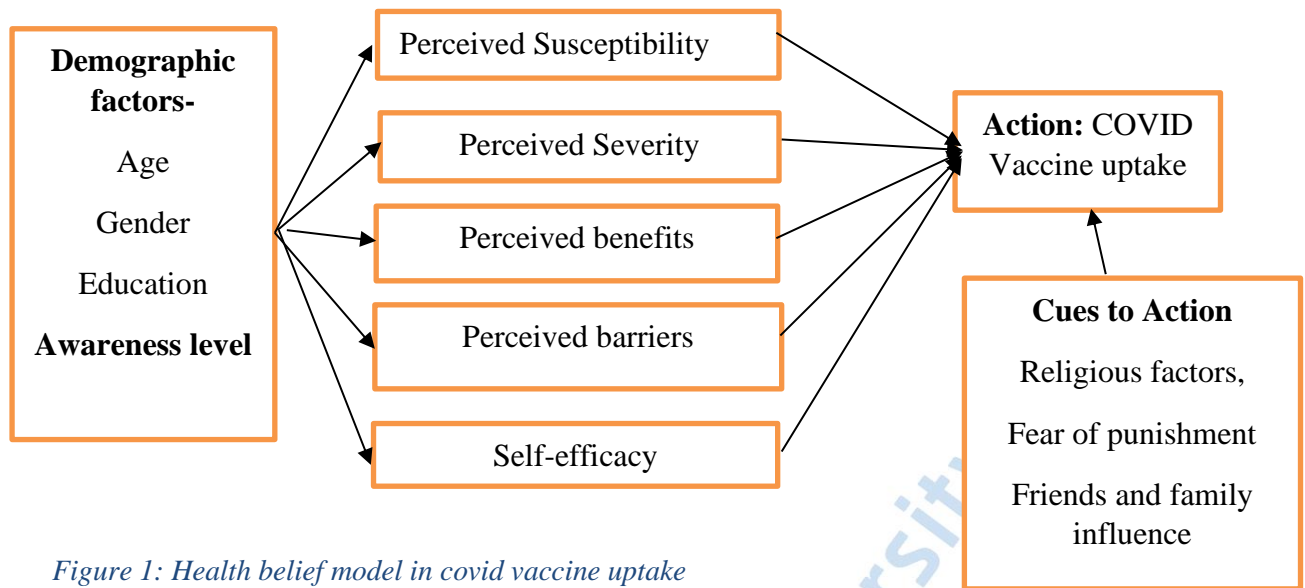 Demographic
factors-
Age
Gender
Education
Awareness level
Perceived Susceptibility
Perceived Severity
Perceived benefits
Perceived barriers
Self-efficacy
Action: COVID
Vaccine uptake
Cues to Action
Religious factors,
Fear of punishment
Friends and family
influence
Figure 1: Health belief model in covid vaccine uptake